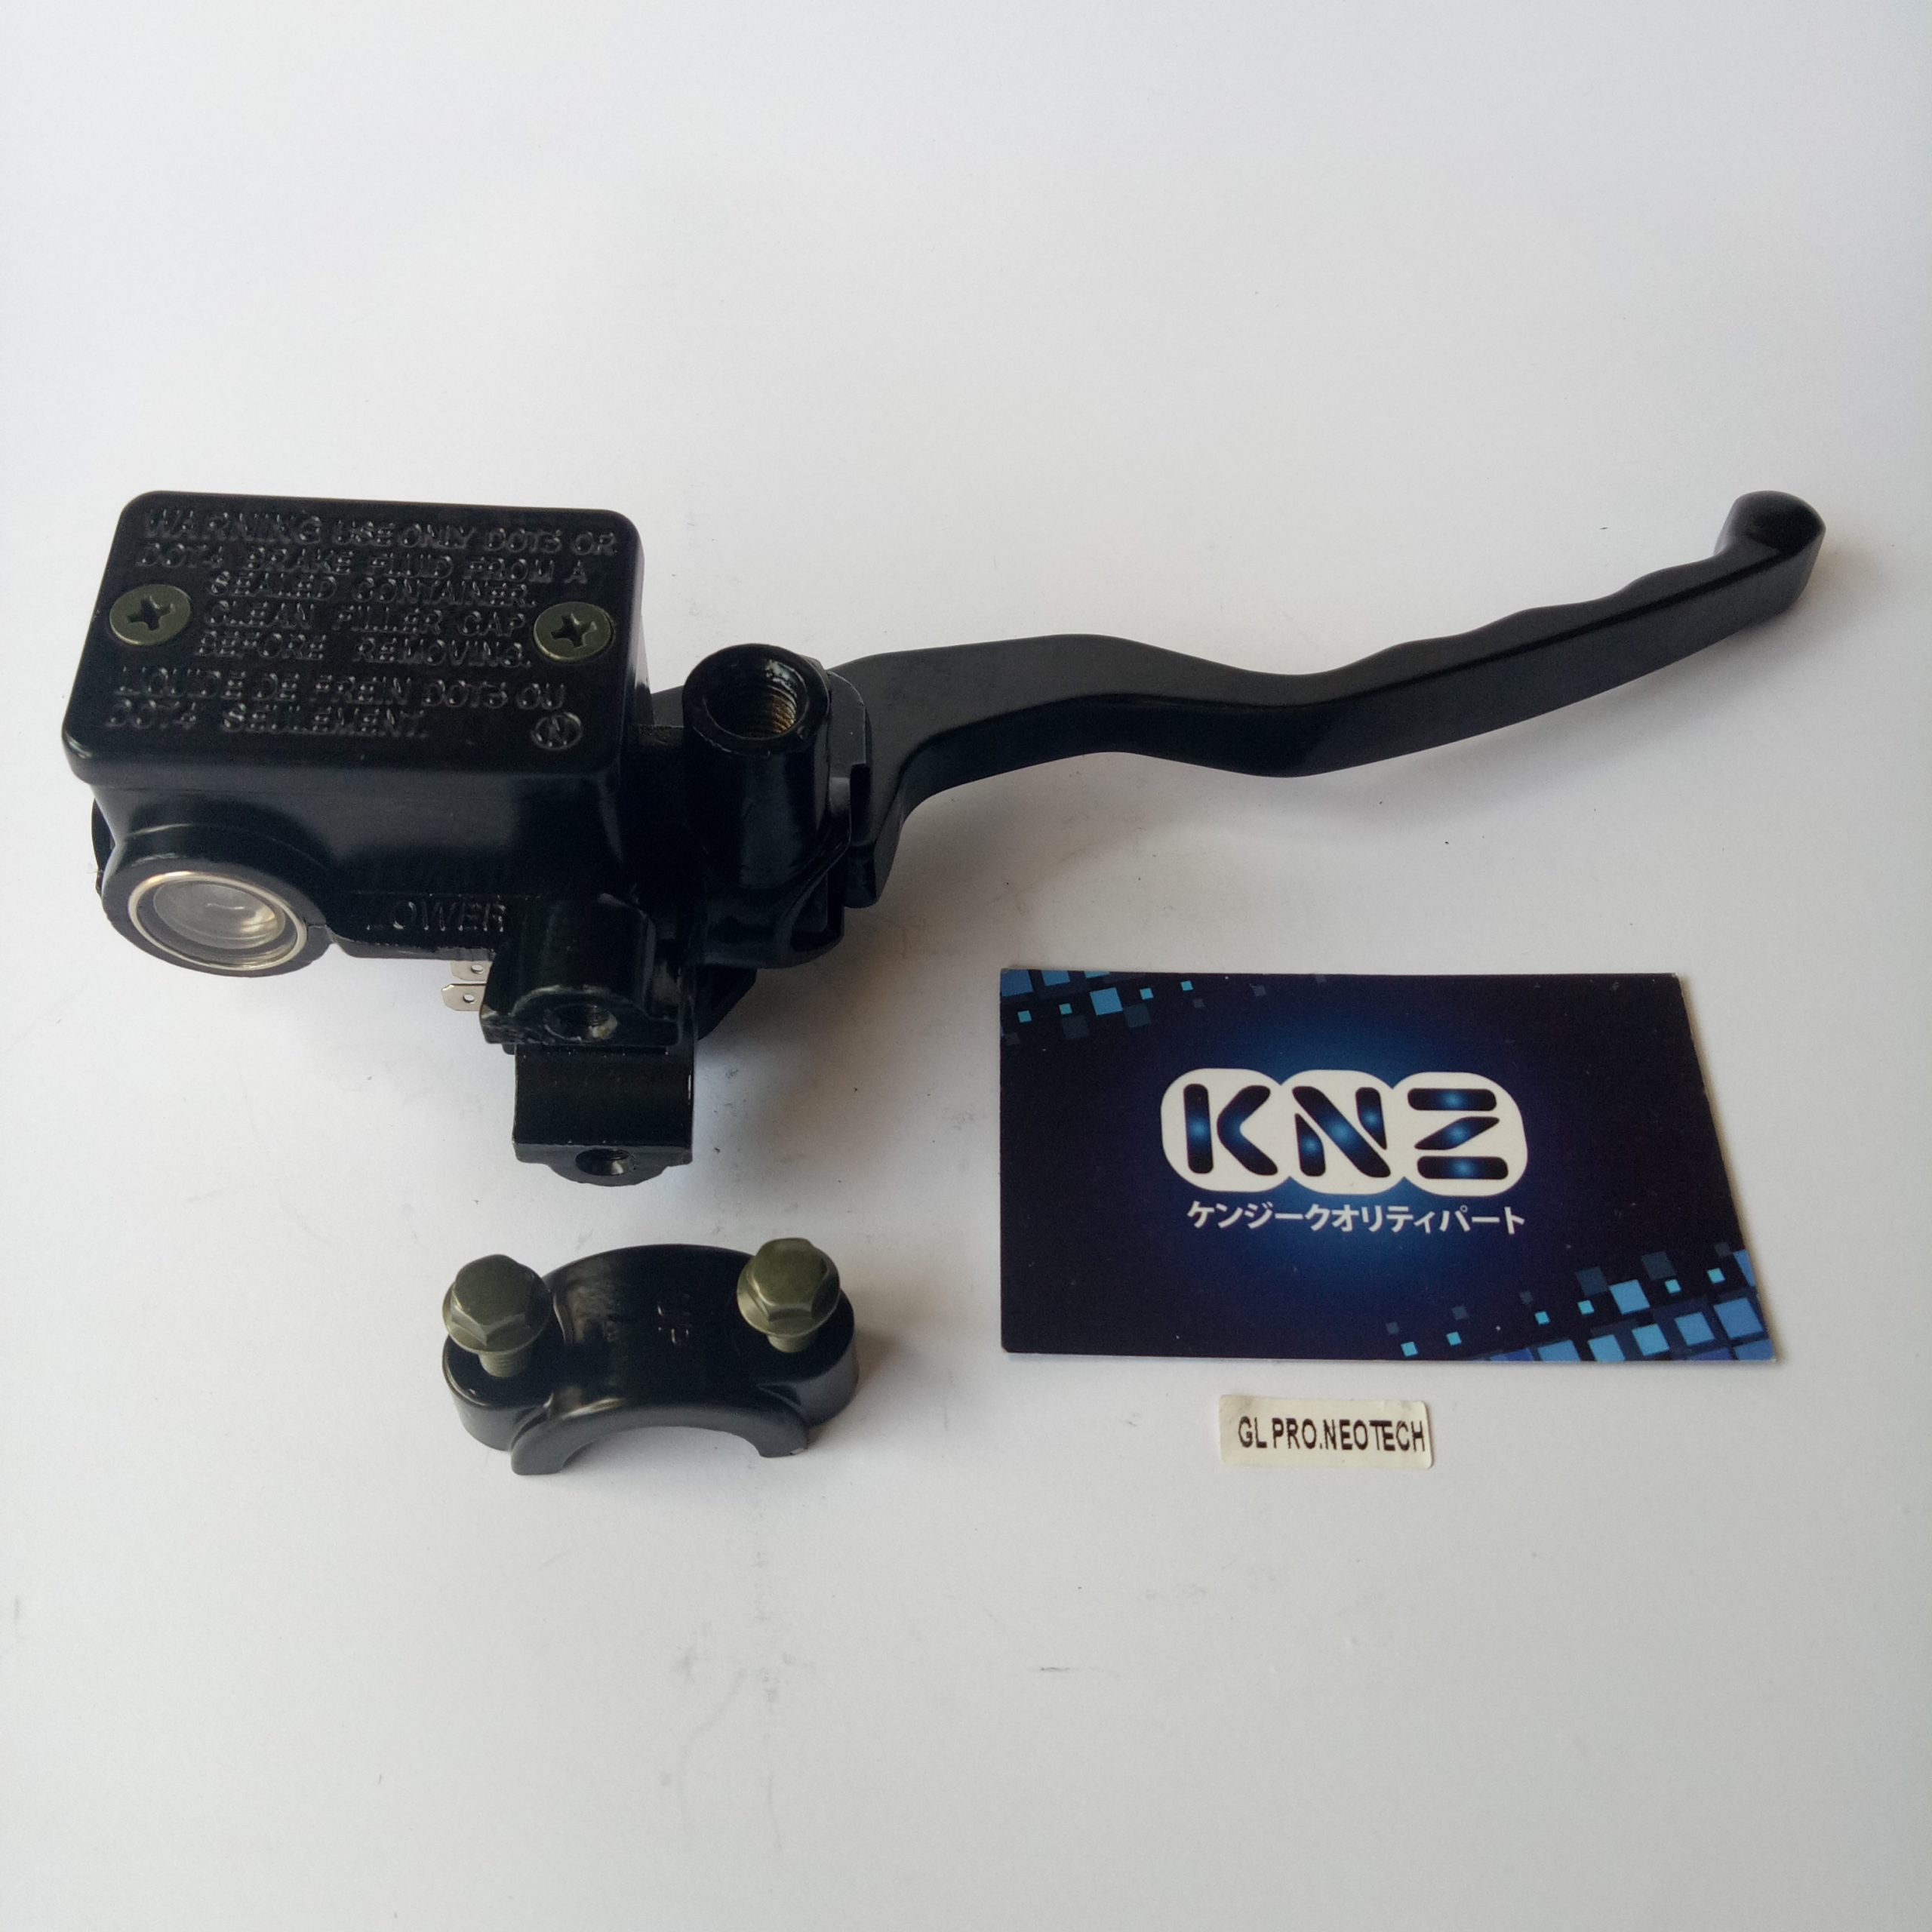 WARNING USE ONLY DOT3 OR
DOT4 BRAKE FLUID FROM A
SEALED CONTAINER.
CLEAN FILLER CAP
BEFORE REMOVING.
LIQUIDE DE FREIN DOT3 OU
DOT4 SEULEMENT.
N
LOWER
UP
KNZ
ケンジークオリティパート
GL PRO.NEOTECH